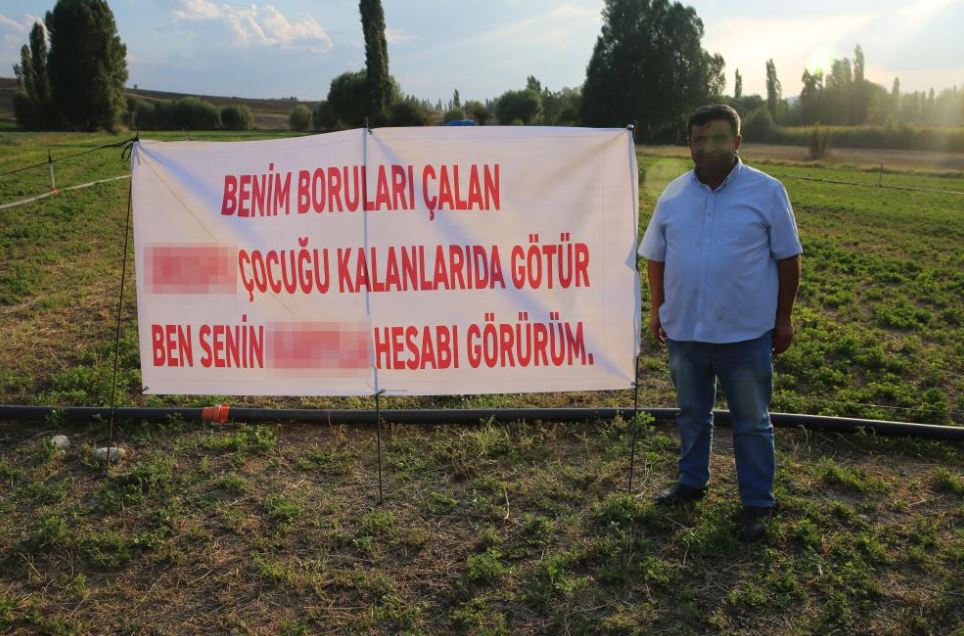 BENİM BORULARI ÇALAN
ÇOCUĞU KALANLARIDA GÖTÜR
BEN SENİN HESABI GÖRÜRÜM.